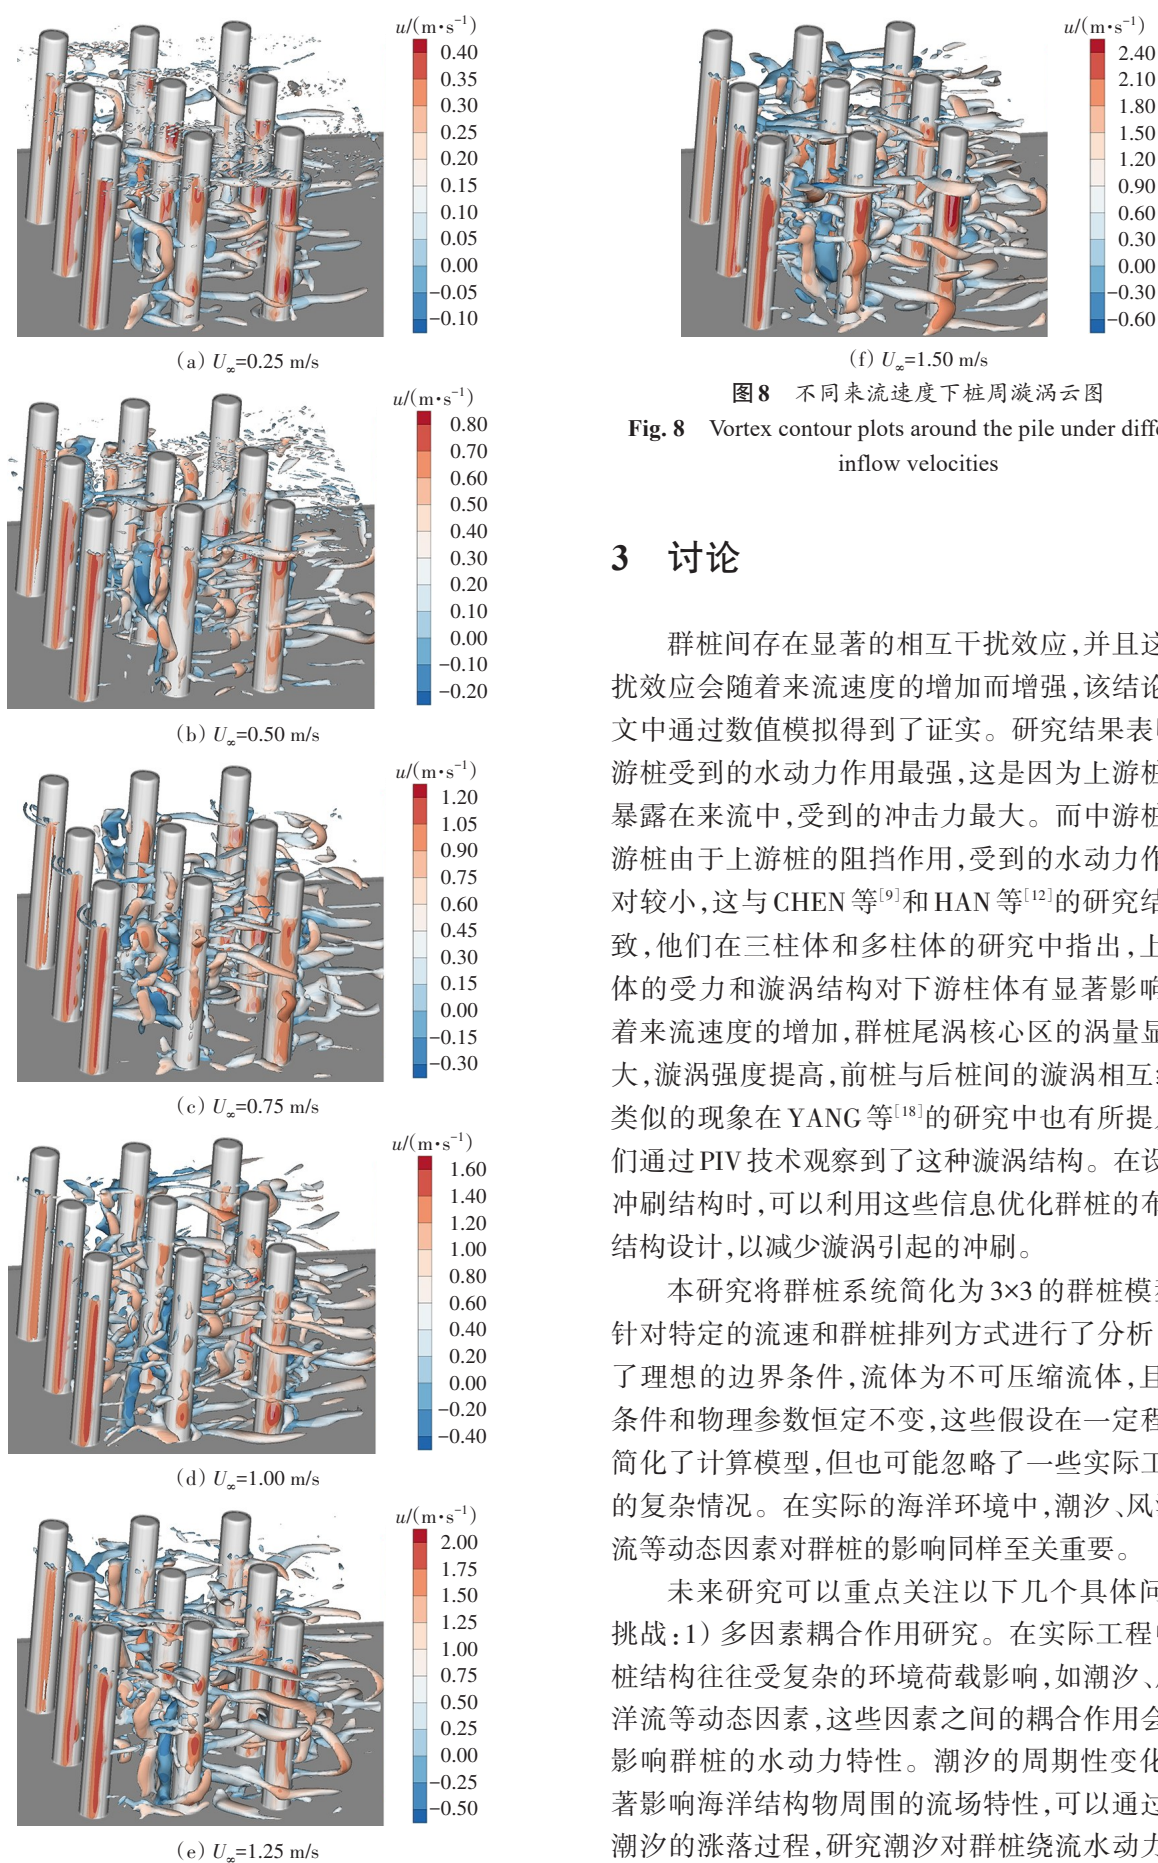 u/(m•s⁻¹)
0.40
0.35
0.30
0.25
0.20
0.15
0.10
0.05
0.00
−0.05
−0.10
(a) U∞=0.25 m/s
u/(m•s⁻¹)
0.80
0.70
0.60
0.50
0.40
0.30
0.20
0.10
0.00
−0.10
−0.20
(b) U∞=0.50 m/s
u/(m•s⁻¹)
1.20
1.05
0.90
0.75
0.60
0.45
0.30
0.15
0.00
−0.15
−0.30
(c) U∞=0.75 m/s
u/(m•s⁻¹)
1.60
1.40
1.20
1.00
0.80
0.60
0.40
0.20
0.00
−0.20
−0.40
(d) U∞=1.00 m/s
u/(m•s⁻¹)
2.00
1.75
1.50
1.25
1.00
0.75
0.50
0.25
0.00
−0.25
−0.50
(e) U∞=1.25 m/s
u/(m•s⁻¹)
2.40
2.10
1.80
1.50
1.20
0.90
0.60
0.30
0.00
−0.30
−0.60
(f) U∞=1.50 m/s
图8 不同来流速度下桩周漩涡云图
Fig. 8 Vortex contour plots around the pile under diffe
inflow velocities
3 讨论
群桩间存在显著的相互干扰效应,并且这
扰效应会随着来流速度的增加而增强,该结论
文中通过数值模拟得到了证实。研究结果表
游桩受到的水动力作用最强,这是因为上游桩
暴露在来流中,受到的冲击力最大。而中游桩
游桩由于上游桩的阻挡作用,受到的水动力作
对较小,这与CHEN等[9]和HAN等[12]的研究结
致,他们在三柱体和多柱体的研究中指出,上
体的受力和漩涡结构对下游柱体有显著影响
着来流速度的增加,群桩尾涡核心区的涡量显
大,漩涡强度提高,前桩与后桩间的漩涡相互
类似的现象在YANG等[18]的研究中也有所提
们通过PIV技术观察到了这种漩涡结构。在设
冲刷结构时,可以利用这些信息优化群桩的布
结构设计,以减少漩涡引起的冲刷。
本研究将群桩系统简化为3×3的群桩模
针对特定的流速和群桩排列方式进行了分析
了理想的边界条件,流体为不可压缩流体,且
条件和物理参数恒定不变,这些假设在一定程
简化了计算模型,但也可能忽略了一些实际工
的复杂情况。在实际的海洋环境中,潮汐、风
流等动态因素对群桩的影响同样至关重要。
未来研究可以重点关注以下几个具体问
挑战:1) 多因素耦合作用研究。在实际工程
桩结构往往受复杂的环境荷载影响,如潮汐、
洋流等动态因素,这些因素之间的耦合作用会
影响群桩的水动力特性。潮汐的周期性变化
著影响海洋结构物周围的流场特性,可以通过
潮汐的涨落过程,研究潮汐对群桩绕流水动力